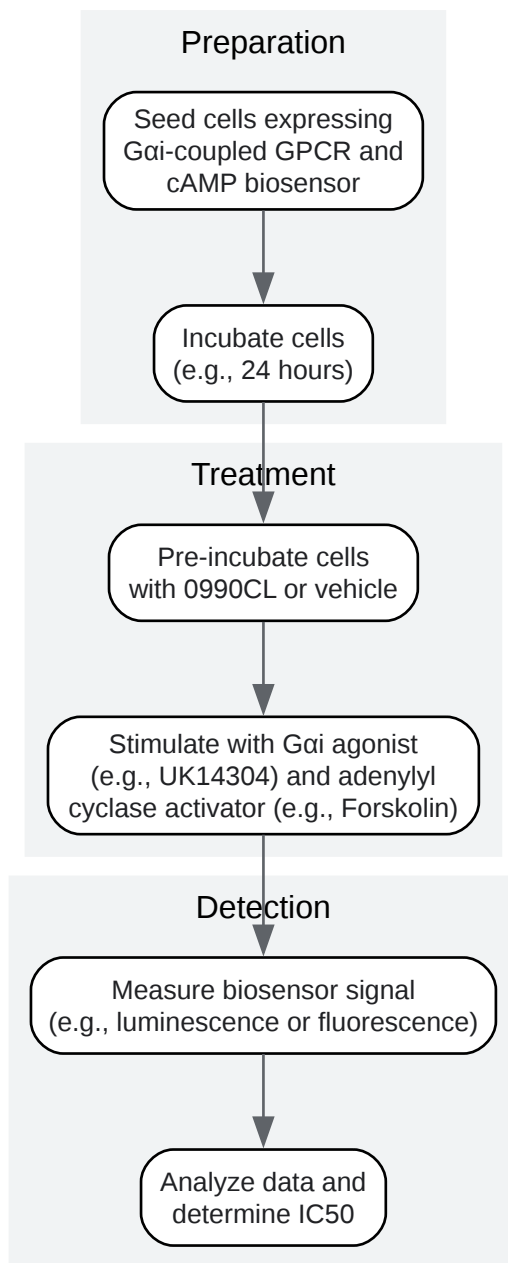 Preparation
Seed cells expressing
Gαi-coupled GPCR and
cAMP biosensor
Incubate cells
(e.g., 24 hours)
Treatment
Pre-incubate cells
with 0990CL or vehicle
Stimulate with Gαi agonist
(e.g., UK14304) and adenylyl
cyclase activator (e.g., Forskolin)
Detection
Measure biosensor signal
(e.g., luminescence or fluorescence)
Analyze data and
determine IC50